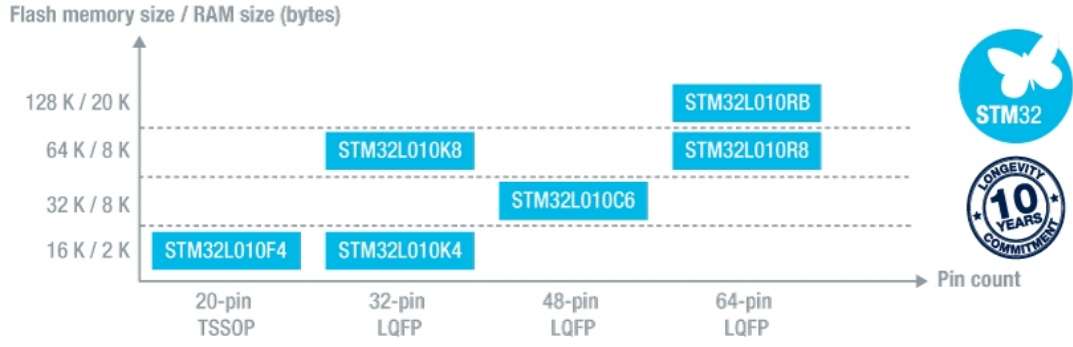 Flash memory size / RAM size (bytes)
128 K / 20 K
STM32L010RB
STM32
64 K / 8 K
STM32L010K8
STM32L010R8
LONGEVITY
10
YEARS
COMMITMENT
32 K / 8 K
STM32L010C6
16 K / 2 K
STM32L010F4
STM32L010K4
Pin count
20-pin
TSSOP
32-pin
LQFP
48-pin
LQFP
64-pin
LQFP